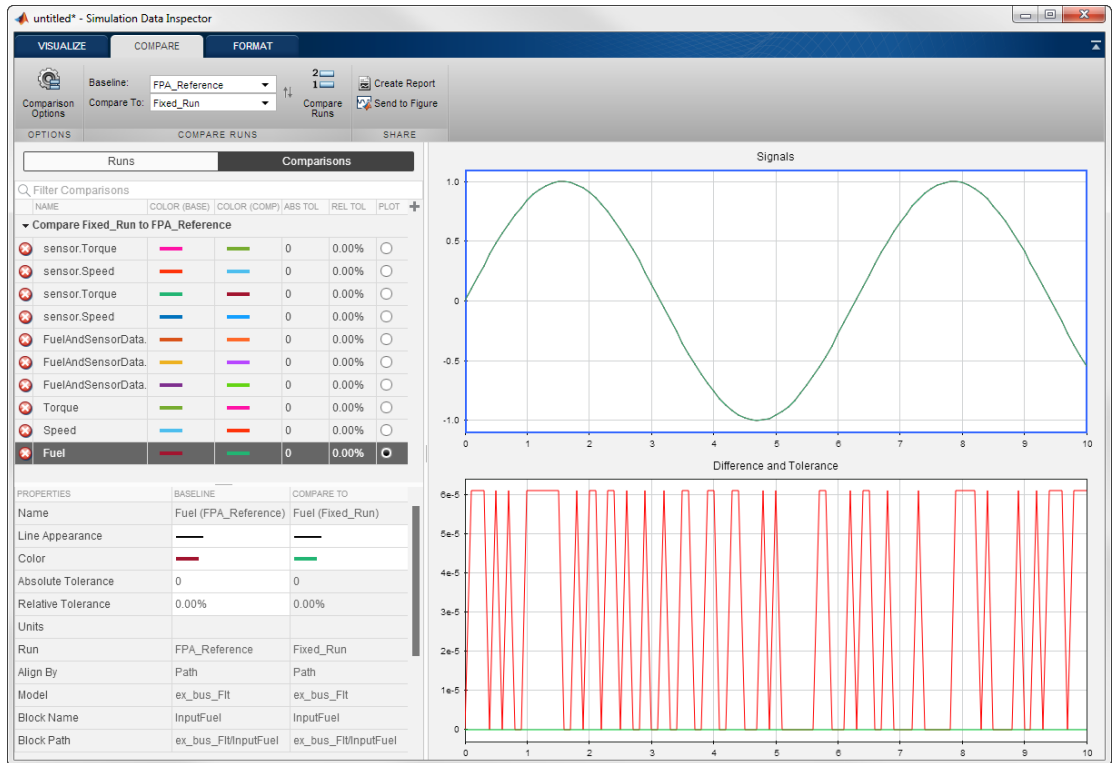 untitled* - Simulation Data Inspector
VISUALIZE COMPARE FORMAT
Comparison Options
Baseline: FPA_Reference
Compare To: Fixed_Run
2
1
Compare Runs
Create Report
Send to Figure
OPTIONS COMPARE RUNS SHARE
Runs Comparisons
Filter Comparisons
NAME COLOR (BASE) COLOR (COMP) ABS TOL REL TOL PLOT
Compare Fixed_Run to FPA_Reference
sensor.Torque 0 0.00%
sensor.Speed 0 0.00%
sensor.Torque 0 0.00%
sensor.Speed 0 0.00%
FuelAndSensorData. 0 0.00%
FuelAndSensorData. 0 0.00%
FuelAndSensorData. 0 0.00%
Torque 0 0.00%
Speed 0 0.00%
Fuel 0 0.00%
PROPERTIES BASELINE COMPARE TO
Name Fuel (FPA_Reference) Fuel (Fixed_Run)
Line Appearance
Color
Absolute Tolerance 0 0
Relative Tolerance 0.00% 0.00%
Units
Run FPA_Reference Fixed_Run
Align By Path Path
Model ex_bus_Flt ex_bus_Flt
Block Name InputFuel InputFuel
Block Path ex_bus_Flt/InputFuel ex_bus_Flt/InputFuel
Signals
1.0
0.5
0
-0.5
-1.0
0 1 2 3 4 5 6 7 8 9 10
Difference and Tolerance
6e-5
5e-5
4e-5
3e-5
2e-5
1e-5
0
0 1 2 3 4 5 6 7 8 9 10